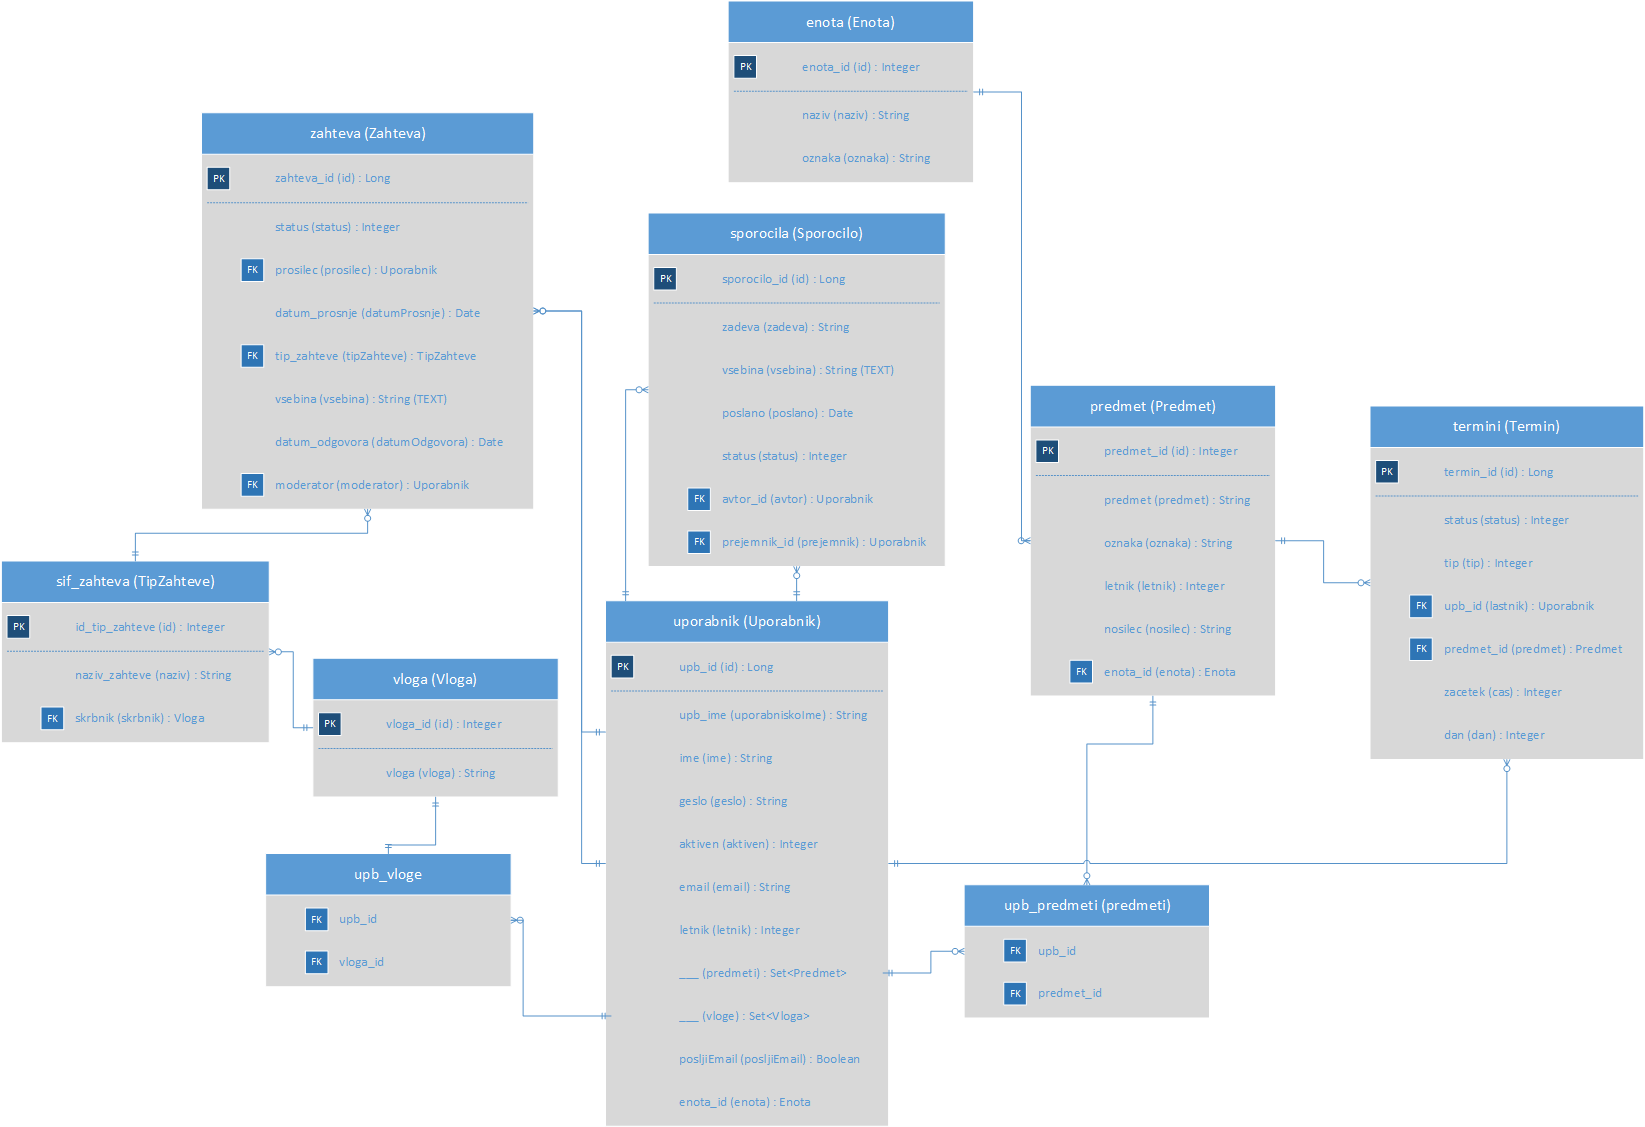 enota (Enota)
PK enota_id (id) : Integer
naziv (naziv) : String
oznaka (oznaka) : String
zahteva (Zahteva)
PK zahteva_id (id) : Long
status (status) : Integer
FK prosilec (prosilec) : Uporabnik
datum_prosnje (datumProsnje) : Date
FK tip_zahteve (tipZahteve) : TipZahteve
vsebina (vsebina) : String (TEXT)
datum_odgovora (datumOdgovora) : Date
FK moderator (moderator) : Uporabnik
sporocila (Sporocilo)
PK sporocilo_id (id) : Long
zadeva (zadeva) : String
vsebina (vsebina) : String (TEXT)
poslano (poslano) : Date
status (status) : Integer
FK avtor_id (avtor) : Uporabnik
FK prejemnik_id (prejemnik) : Uporabnik
predmet (Predmet)
PK predmet_id (id) : Integer
predmet (predmet) : String
oznaka (oznaka) : String
letnik (letnik) : Integer
nosilec (nosilec) : String
FK enota_id (enota) : Enota
termini (Termin)
PK termin_id (id) : Long
status (status) : Integer
tip (tip) : Integer
FK upb_id (lastnik) : Uporabnik
FK predmet_id (predmet) : Predmet
zacetek (cas) : Integer
dan (dan) : Integer
sif_zahteva (TipZahteve)
PK id_tip_zahteve (id) : Integer
naziv_zahteve (naziv) : String
FK skrbnik (skrbnik) : Vloga
vloga (Vloga)
PK vloga_id (id) : Integer
vloga (vloga) : String
uporabnik (Uporabnik)
PK upb_id (id) : Long
upb_ime (uporabniskoIme) : String
ime (ime) : String
geslo (geslo) : String
aktiven (aktiven) : Integer
email (email) : String
letnik (letnik) : Integer
___ (predmeti) : Set<Predmet>
___ (vloge) : Set<Vloga>
posljiEmail (posljiEmail) : Boolean
enota_id (enota) : Enota
upb_vloge
FK upb_id
FK vloga_id
upb_predmeti (predmeti)
FK upb_id
FK predmet_id